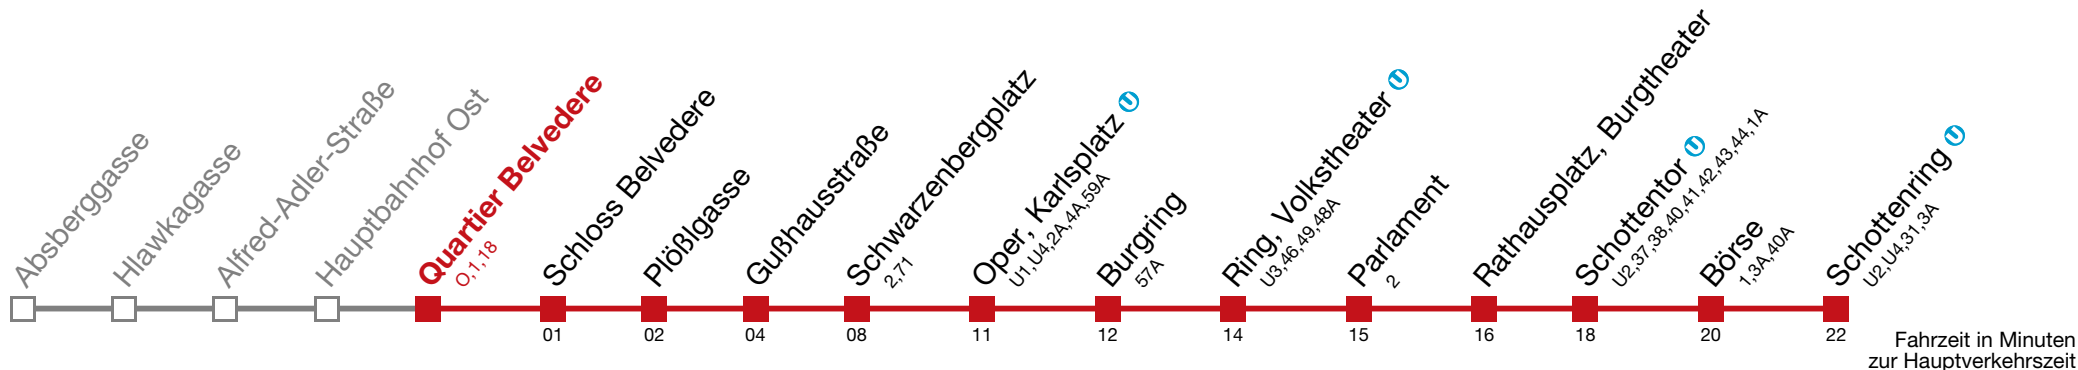 Absberggasse
Hlawkagasse
Alfred-Adler-Straße
Hauptbahnhof Ost
Quartier Belvedere
O,1,18
Schloss Belvedere
01
Plößlgasse
02
Gußhausstraße
04
Schwarzenbergplatz
2,71
08
Oper, Karlsplatz U
U1,U4,2A,4A,59A
11
Burgring
57A
12
Ring, Volkstheater U
U3,46,49,48A
14
Parlament
2
15
Rathausplatz, Burgtheater
16
Schottentor U
U2,37,38,40,41,42,43,44,1A
18
Börse
1,3A,40A
20
Schottenring U
U2,U4,31,3A
22
Fahrzeit in Minuten
zur Hauptverkehrszeit